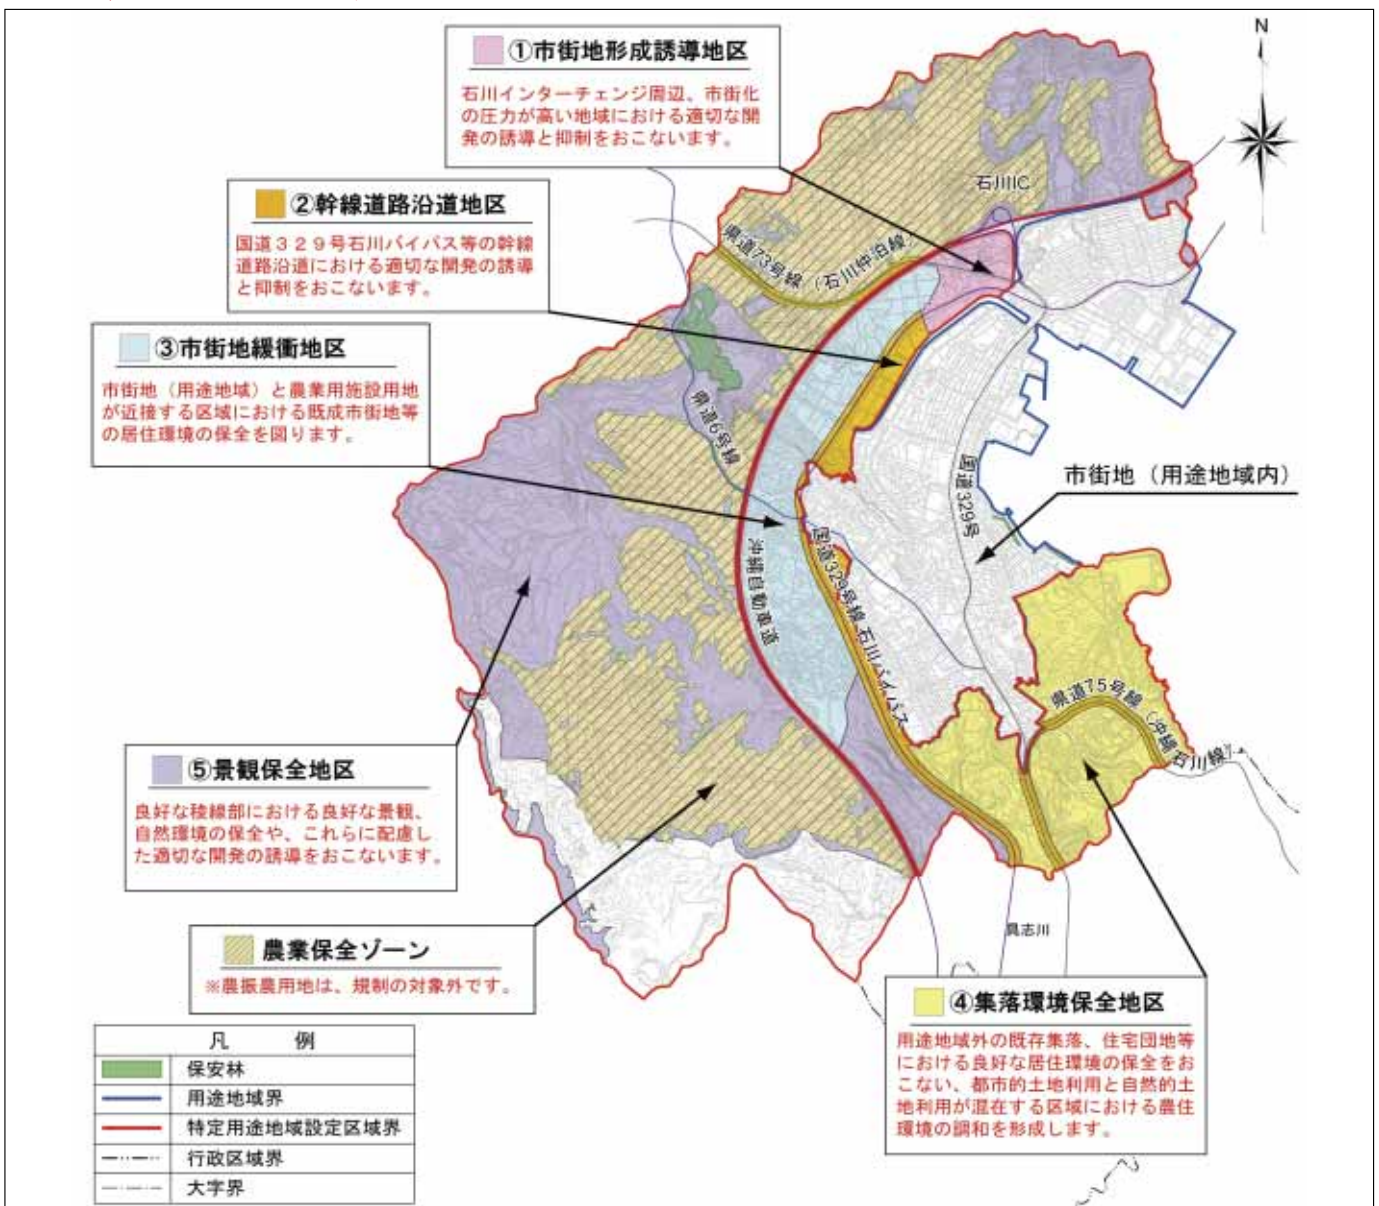 ①市街地形成誘導地区
石川インターチェンジ周辺、市街化
の圧力が高い地域における適切な開
発の誘導と抑制をおこないます。
N
②幹線道路沿道地区
国道３２９号石川バイパス等の幹線
道路沿道における適切な開発の誘導
と抑制をおこないます。
石川IC
県道73号線（石川仲泊線）
③市街地緩衝地区
市街地（用途地域）と農業用施設用地
が近接する区域における既成市街地等
の居住環境の保全を図ります。
県道6号線
国道329号
市街地（用途地域内）
沖縄自動車道
国道329号線石川バイパス
県道75号線（沖縄石川線）
⑤景観保全地区
良好な稜線部における良好な景観、
自然環境の保全や、これらに配慮し
た適切な開発の誘導をおこないます。
農業保全ゾーン
※農振農用地は、規制の対象外です。
具志川
④集落環境保全地区
用途地域外の既存集落、住宅団地等
における良好な居住環境の保全をお
こない、都市的土地利用と自然的土
地利用が混在する区域における農住
環境の調和を形成します。
凡　例
保安林
用途地域界
特定用途地域設定区域界
行政区域界
大字界